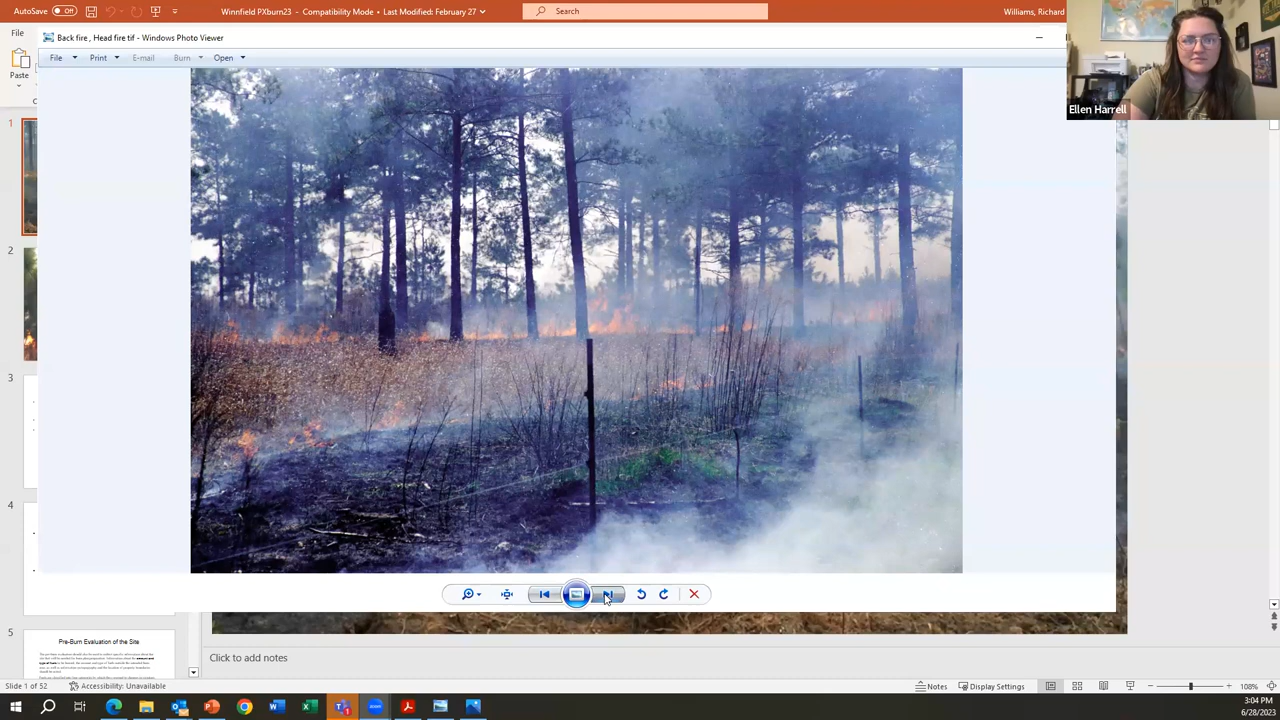 AutoSave Off
Winnfield PXburn23 - Compatibility Mode • Last Modified: February 27
Search
Williams, Richard
File
Back fire , Head fire tif - Windows Photo Viewer
Paste
File Print E-mail Burn Open
Ellen Harrell
1
2
3
4
5
Pre-Burn Evaluation of the Site
Click to add notes
Slide 1 of 52
Accessibility: Unavailable
Notes
Display Settings
108%
3:04 PM
6/28/2023